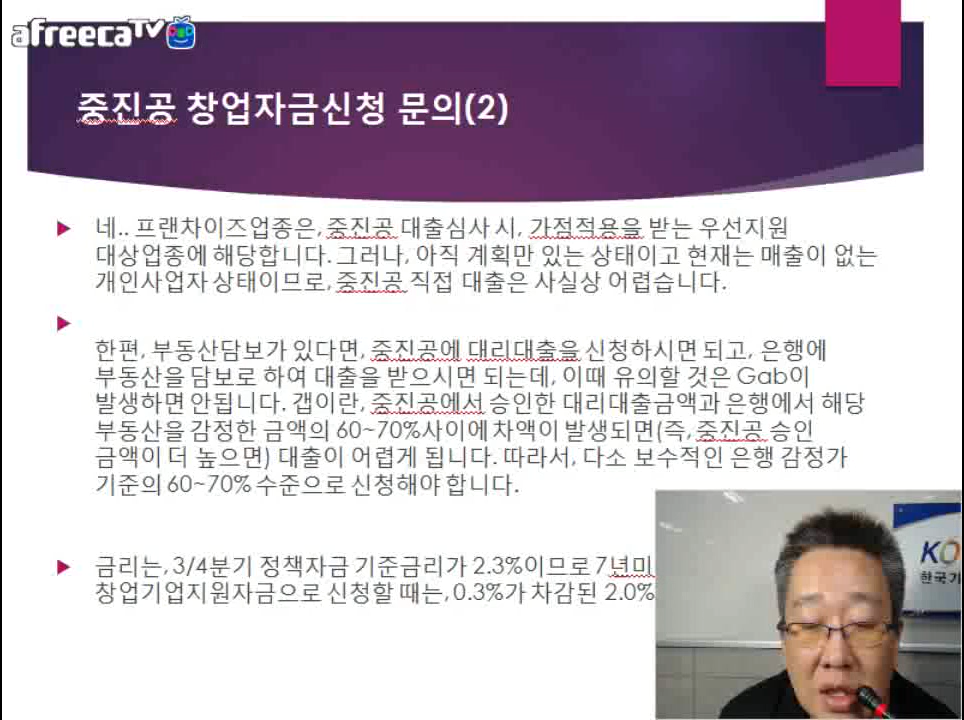 afreecaTV
중진공 창업자금신청 문의(2)
네.. 프랜차이즈업종은, 중진공 대출심사 시, 가점적용을 받는 우선지원
대상업종에 해당합니다. 그러나, 아직 계획만 있는 상태이고 현재는 매출이 없는
개인사업자 상태이므로, 중진공 직접 대출은 사실상 어렵습니다.
한편, 부동산담보가 있다면, 중진공에 대리대출을 신청하시면 되고, 은행에
부동산을 담보로 하여 대출을 받으시면 되는데, 이때 유의할 것은 Gab이
발생하면 안됩니다. 갭이란, 중진공에서 승인한 대리대출금액과 은행에서 해당
부동산을 감정한 금액의 60~70%사이에 차액이 발생되면(즉, 중진공 승인
금액이 더 높으면) 대출이 어렵게 됩니다. 따라서, 다소 보수적인 은행 감정가
기준의 60~70% 수준으로 신청해야 합니다.
금리는, 3/4분기 정책자금 기준금리가 2.3%이므로 7년미
창업기업지원자금으로 신청할 때는, 0.3%가 차감된 2.0%
KO
한국기